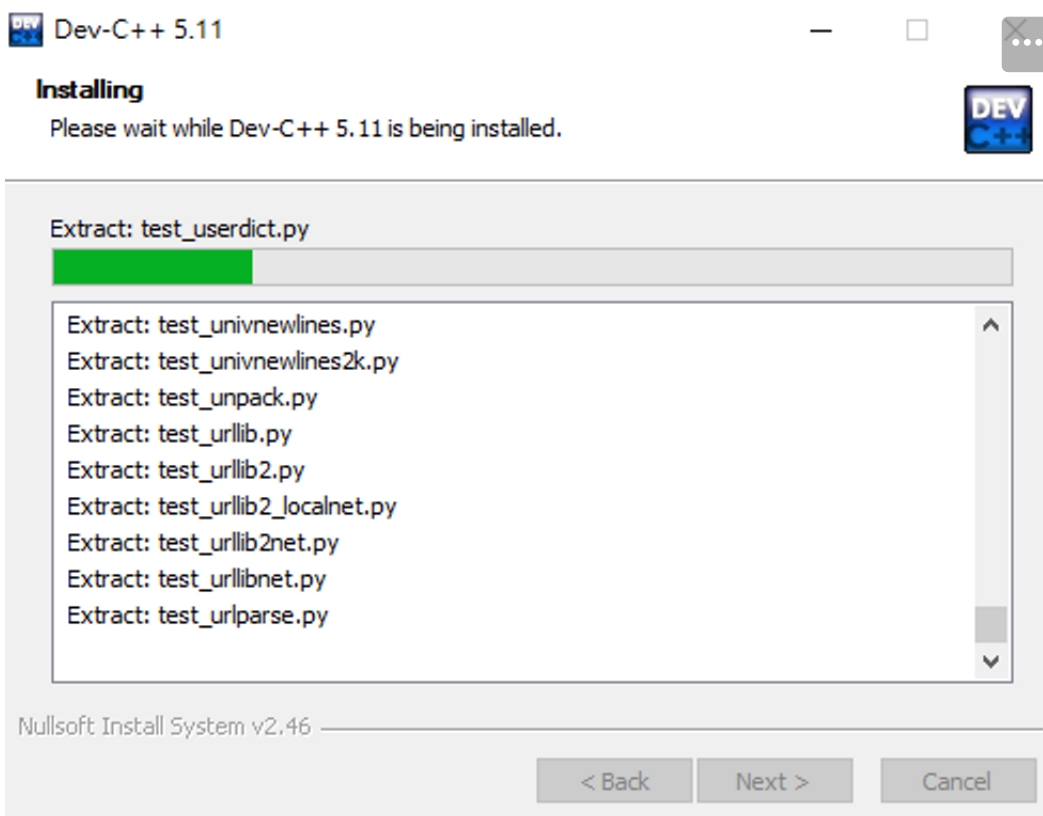 Dev-C++ 5.11
Installing
Please wait while Dev-C++ 5.11 is being installed.
DEV
C++
Extract: test_userdict.py
Extract: test_univnewlines.py
Extract: test_univnewlines2k.py
Extract: test_unpack.py
Extract: test_urllib.py
Extract: test_urllib2.py
Extract: test_urllib2_localnet.py
Extract: test_urllib2net.py
Extract: test_urllibnet.py
Extract: test_urlparse.py
Nullsoft Install System v2.46
< Back
Next >
Cancel